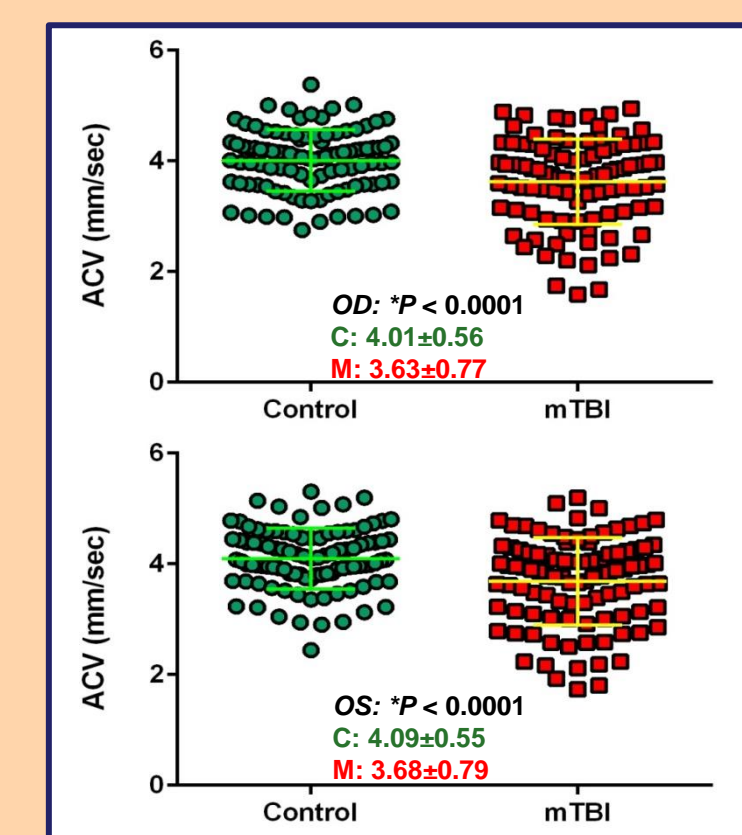 6
4
2
0
ACV (mm/sec)
OD: *P < 0.0001
C: 4.01±0.56
M: 3.63±0.77
Control mTBI
6
4
2
0
ACV (mm/sec)
OS: *P < 0.0001
C: 4.09±0.55
M: 3.68±0.79
Control mTBI